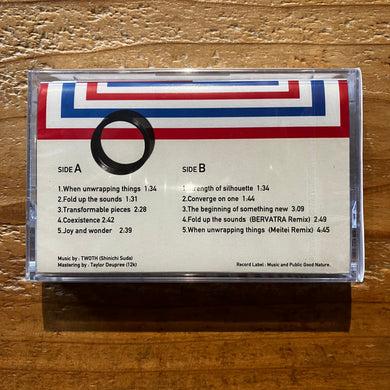 SIDE A
1.When unwrapping things 1:34
2.Fold up the sounds 1:31
3.Transformable pieces 2:28
4.Coexistence 2.42
5.Joy and wonder 2.39
SIDE B
1.Strength of silhouette 1:34
2.Converge on one 1:44
3.The beginning of something new 3.09
4.Fold up the sounds (BERVATRA Remix) 2:49
5.When unwrapping things (Meitei Remix) 4:45
Music by : TWOTH (Shinichi Suda)
Mastering by : Taylor Deupree (12k)
Record Label : Music and Public Good Nature.